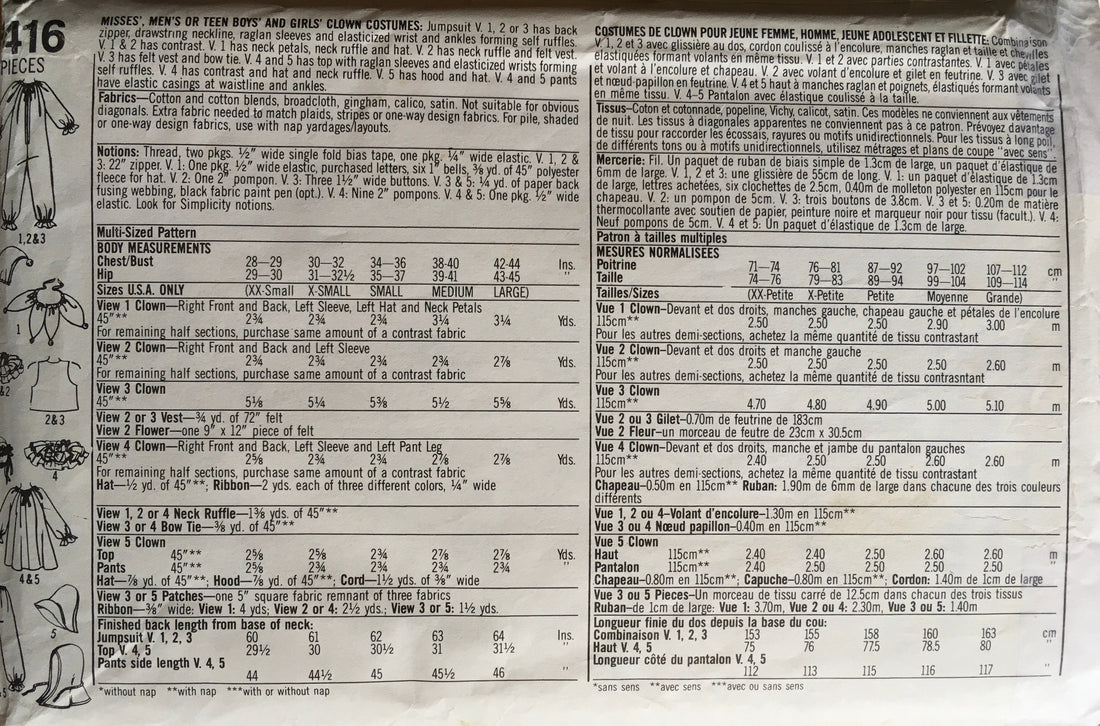 416
PIECES
1,2&3
1
&2
2&3
4
4&5
5
MISSES', MEN'S OR TEEN BOYS' AND GIRLS' CLOWN COSTUMES: Jumpsuit V. 1, 2 or 3 has back
zipper, drawstring neckline, raglan sleeves and elasticized wrist and ankles forming self ruffles.
V. 1 & 2 has contrast. V. 1 has neck petals, neck ruffle and hat. V. 2 has neck ruffle and felt vest.
V. 3 has felt vest and bow tie. V. 4 and 5 has top with raglan sleeves and elasticized wrists forming
self ruffles. V. 4 has contrast and hat and neck ruffle. V. 5 has hood and hat. V. 4 and 5 pants
have elastic casings at waistline and ankles.
Fabrics—Cotton and cotton blends, broadcloth, gingham, calico, satin. Not suitable for obvious
diagonals. Extra fabric needed to match plaids, stripes or one-way design fabrics. For pile, shaded
or one-way design fabrics, use with nap yardages/layouts.
Notions: Thread, two pkgs. ½" wide single fold bias tape, one pkg. ¼" wide elastic. V. 1, 2 &
3: 22" zipper. V. 1: One pkg. ½" wide elastic, purchased letters, six 1" bells, ⅜ yd. of 45" polyester
fleece for hat. V. 2: One 2" pompon. V. 3: Three 1½" wide buttons. V. 3 & 5: ¼ yd. of paper back
fusing webbing, black fabric paint pen (opt.). V. 4: Nine 2" pompons. V. 4 & 5: One pkg. ½" wide
elastic. Look for Simplicity notions.
Multi-Sized Pattern
BODY MEASUREMENTS
Chest/Bust 28—29 30—32 34—36 38-40 42-44 Ins.
Hip 29—30 31—32½ 35—37 39-41 43-45 "
Sizes U.S.A. ONLY (XX-Small X-SMALL SMALL MEDIUM LARGE)
View 1 Clown—Right Front and Back, Left Sleeve, Left Hat and Neck Petals
45"** 2¾ 2¾ 2¾ 3¼ 3¼ Yds.
For remaining half sections, purchase same amount of a contrast fabric
View 2 Clown—Right Front and Back and Left Sleeve
45"** 2¾ 2¾ 2¾ 2¾ 2⅞ Yds.
For remaining half sections, purchase same amount of a contrast fabric
View 3 Clown
45"** 5⅛ 5¼ 5⅜ 5½ 5⅝ Yds.
View 2 or 3 Vest—¾ yd. of 72" felt
View 2 Flower—one 9" x 12" piece of felt
View 4 Clown—Right Front and Back, Left Sleeve and Left Pant Leg
45"** 2⅝ 2¾ 2¾ 2⅞ 2⅞ Yds.
For remaining half sections, purchase same amount of a contrast fabric
Hat—½ yd. of 45"**; Ribbon—2 yds. each of three different colors, ¼" wide
View 1, 2 or 4 Neck Ruffle—1⅜ yds. of 45"**
View 3 or 4 Bow Tie—⅜ yd. of 45"**
View 5 Clown
Top 45"** 2⅝ 2⅝ 2¾ 2⅞ 2⅞ Yds.
Pants 45"** 2⅝ 2¾ 2¾ 2¾ 2¾ "
Hat—⅞ yd. of 45"**; Hood—⅞ yd. of 45"**; Cord—1½ yds. of ⅜" wide
View 3 or 5 Patches—one 5" square fabric remnant of three fabrics
Ribbon—⅜" wide: View 1: 4 yds; View 2 or 4: 2½ yds.; View 3 or 5: 1½ yds.
Finished back length from base of neck:
Jumpsuit V. 1, 2, 3 60 61 62 63 64 Ins.
Top V. 4, 5 29½ 30 30½ 31 31½ "
Pants side length V. 4, 5
44 44½ 45 45½ 46 "
*without nap **with nap ***with or without nap
COSTUMES DE CLOWN POUR JEUNE FEMME, HOMME, JEUNE ADOLESCENT ET FILLETTE: Combinaison
V 1, 2 et 3 avec glissière au dos, cordon coulissé à l'encolure, manches raglan et taille et chevilles
élastiquées formant volants en même tissu. V. 1 et 2 avec parties contrastantes. V. 1 avec pétales
et volant à l'encolure et chapeau. V. 2 avec volant d'encolure et gilet en feutrine. V. 3 avec gilet
et nœud-papillon en feutrine. V. 4 et 5 haut à manches raglan et poignets, élastiqués formant volants
en même tissu. V. 4–5 Pantalon avec élastique coulissé à la taille.
Tissus—Coton et cotonnade, popeline, Vichy, calicot, satin. Ces modèles ne conviennent aux vêtements
de nuit. Les tissus à diagonales apparentes ne conviennent pas à ce patron. Prévoyez davantage
de tissu pour raccorder les écossais, rayures ou motifs unidirectionnels. Pour les tissus à long poil,
de différents tons ou à motifs unidirectionnels, utilisez métrages et plans de coupe "avec sens".
Mercerie: Fil. Un paquet de ruban de biais simple de 1.3cm de large, un paquet d'élastique de
6mm de large. V. 1, 2 et 3: une glissière de 55cm de long. V. 1: un paquet d'élastique de 1.3cm
de large, lettres achetées, six clochettes de 2.5cm, 0.40m de molleton polyester en 115cm pour le
chapeau. V. 2: un pompon de 5cm. V. 3: trois boutons de 3.8cm. V. 3 et 5: 0.20m de matière
thermocollante avec soutien de papier, peinture noire et marqueur noir pour tissu (facult.). V. 4:
Neuf pompons de 5cm. V. 4 et 5: Un paquet d'élastique de 1.3cm de large.
Patron à tailles multiples
MESURES NORMALISÉES
Poitrine 71—74 76—81 87—92 97—102 107—112 cm
Taille 74—76 79—83 89—94 99—104 109—114 "
Tailles/Sizes (XX-Petite X-Petite Petite Moyenne Grande)
Vue 1 Clown–Devant et dos droits, manches gauche, chapeau gauche et pétales de l'encolure
115cm** 2.50 2.50 2.50 2.90 3.00 m
Pour les autres demi-sections, achetez la même quantité de tissu contrastant
Vue 2 Clown–Devant et dos droits et manche gauche
115cm** 2.50 2.50 2.50 2.50 2.60 m
Pour les autres demi-sections, achetez la même quantité de tissu contrasntant
Vue 3 Clown
115cm** 4.70 4.80 4.90 5.00 5.10 m
Vue 2 ou 3 Gilet–0.70m de feutrine de 183cm
Vue 2 Fleur–un morceau de feutre de 23cm x 30.5cm
Vue 4 Clown–Devant et dos droits, manche et jambe du pantalon gauches
115cm** 2.40 2.50 2.50 2.60 2.60 m
Pour les autres demi-sections, achetez la même quantité de tissu contrastant
Chapeau–0.50m en 115cm** Ruban: 1.90m de 6mm de large dans chacune des trois couleurs
différents
Vue 1, 2 ou 4–Volant d'encolure–1.30m en 115cm**
Vue 3 ou 4 Nœud papillon–0.40m en 115cm**
Vue 5 Clown
Haut 115cm** 2.40 2.40 2.50 2.60 2.60 m
Pantalon 115cm** 2.40 2.50 2.50 2.50 2.50 "
Chapeau–0.80m en 115cm**; Capuche–0.80m en 115cm**; Cordon: 1.40m de 1cm de large
Vue 3 ou 5 Pieces–Un morceau de tissu carré de 12.5cm dans chacun des trois tissus
Ruban–de 1cm de large: Vue 1: 3.70m, Vue 2 ou 4: 2.30m, Vue 3 ou 5: 1.40m
Longueur finie du dos depuis la base du cou:
Combinaison V. 1, 2, 3 153 155 158 160 163 cm
Haut V. 4, 5 75 76 77.5 78.5 80 "
Longueur côté du pantalon V. 4, 5
112 113 115 116 117 "
*sans sens **avec sens ***avec ou sans sens